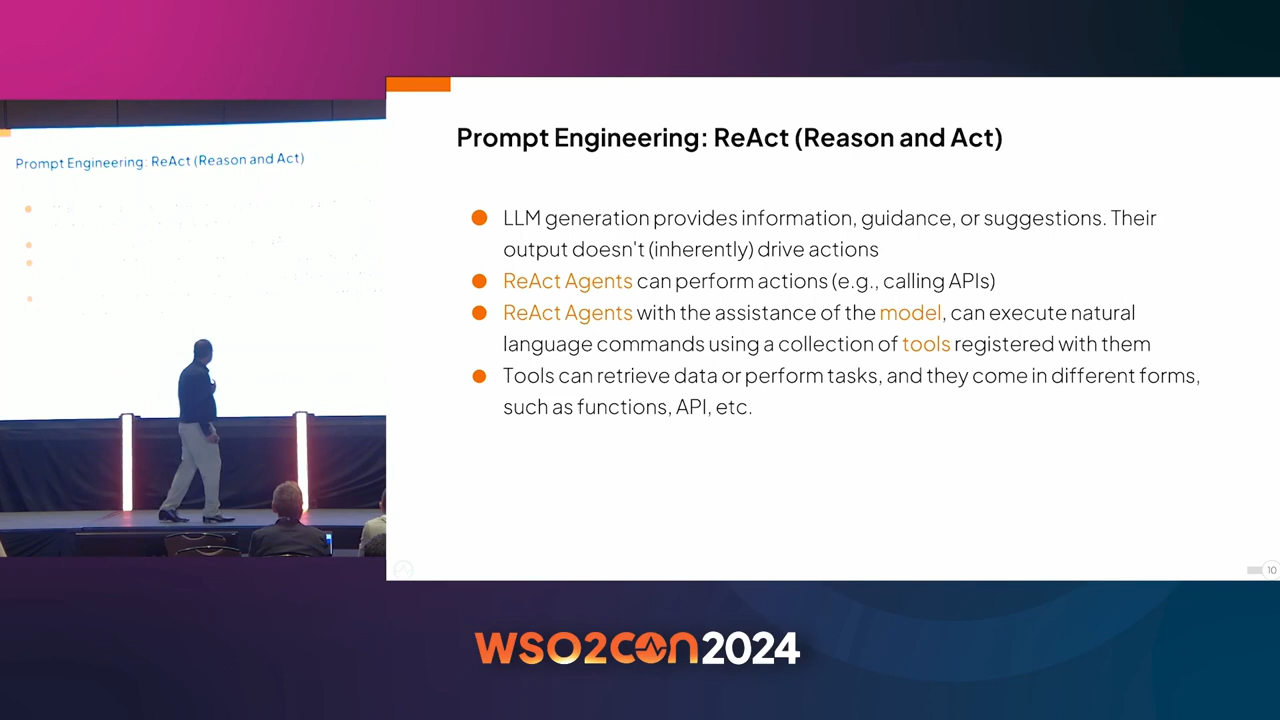 Prompt Engineering: ReAct (Reason and Act)
Prompt Engineering: ReAct (Reason and Act)
LLM generation provides information, guidance, or suggestions. Their
output doesn't (inherently) drive actions
ReAct Agents can perform actions (e.g., calling APIs)
ReAct Agents with the assistance of the model, can execute natural
language commands using a collection of tools registered with them
Tools can retrieve data or perform tasks, and they come in different forms,
such as functions, API, etc.
10
WSO2CON2024